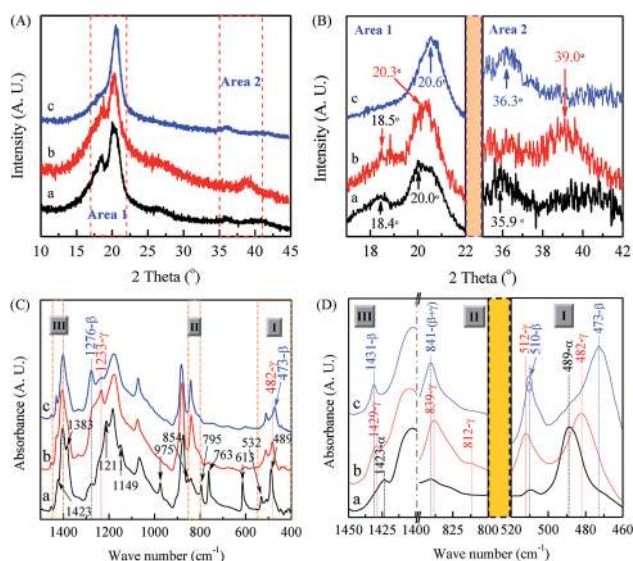 (A)
Intensity (A. U.)
Area 2
Area 1
c
b
a
10 15 20 25 30 35 40 45
2 Theta (°)
(B)
Intensity (A. U.)
Area 1
Area 2
20.3°
20.6°
36.3°
39.0°
18.5°
18.4°
20.0°
35.9°
c
b
a
18 20 22 36 38 40 42
2 Theta (°)
(C)
Absorbance (A. U.)
III
II
I
1276-β
1233-γ
482-γ
473-β
c
b
a
1383
854
795
532
975
763
613
489
1211
1149
1423
1400 1200 1000 800 600 400
Wave number (cm-1)
(D)
Absorbance (A. U.)
III
II
I
1431-β
841-(β+γ)
512-γ
510-β
489-α
473-β
482-γ
1429-γ
839-γ
812-γ
1423-α
c
b
a
1450 1425 1400 825 800 520 500 480 460
Wave number (cm-1)